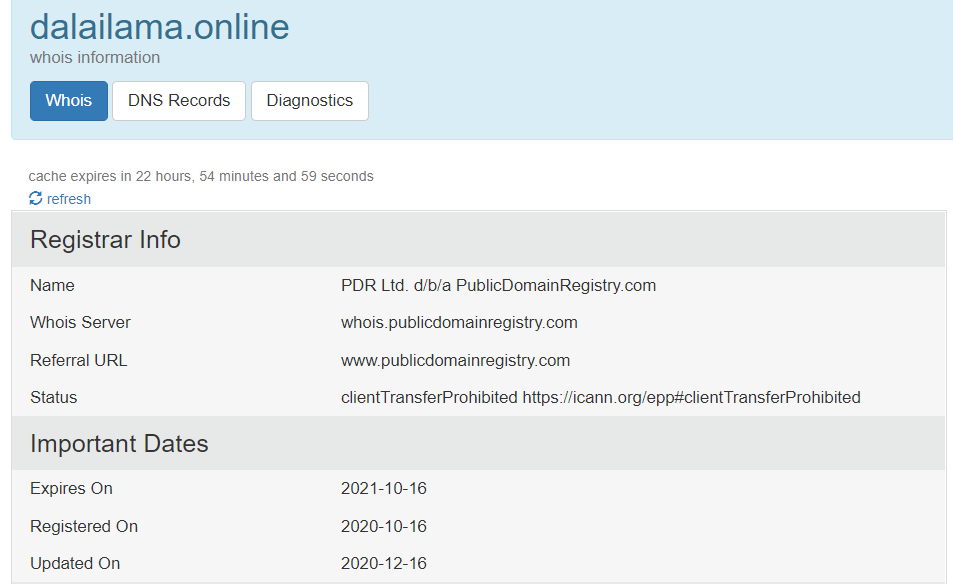 dalailama.online
whois information
Whois DNS Records Diagnostics
cache expires in 22 hours, 54 minutes and 59 seconds
refresh
Registrar Info
Name PDR Ltd. d/b/a PublicDomainRegistry.com
Whois Server whois.publicdomainregistry.com
Referral URL www.publicdomainregistry.com
Status clientTransferProhibited https://icann.org/epp#clientTransferProhibited
Important Dates
Expires On 2021-10-16
Registered On 2020-10-16
Updated On 2020-12-16